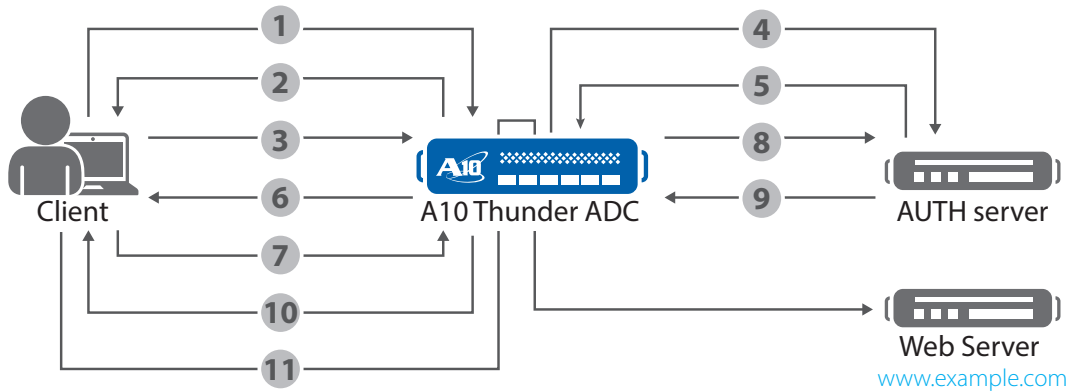 1
4
2
5
3
8
A10
6
9
Client
A10 Thunder ADC
AUTH server
7
10
Web Server
11
www.example.com